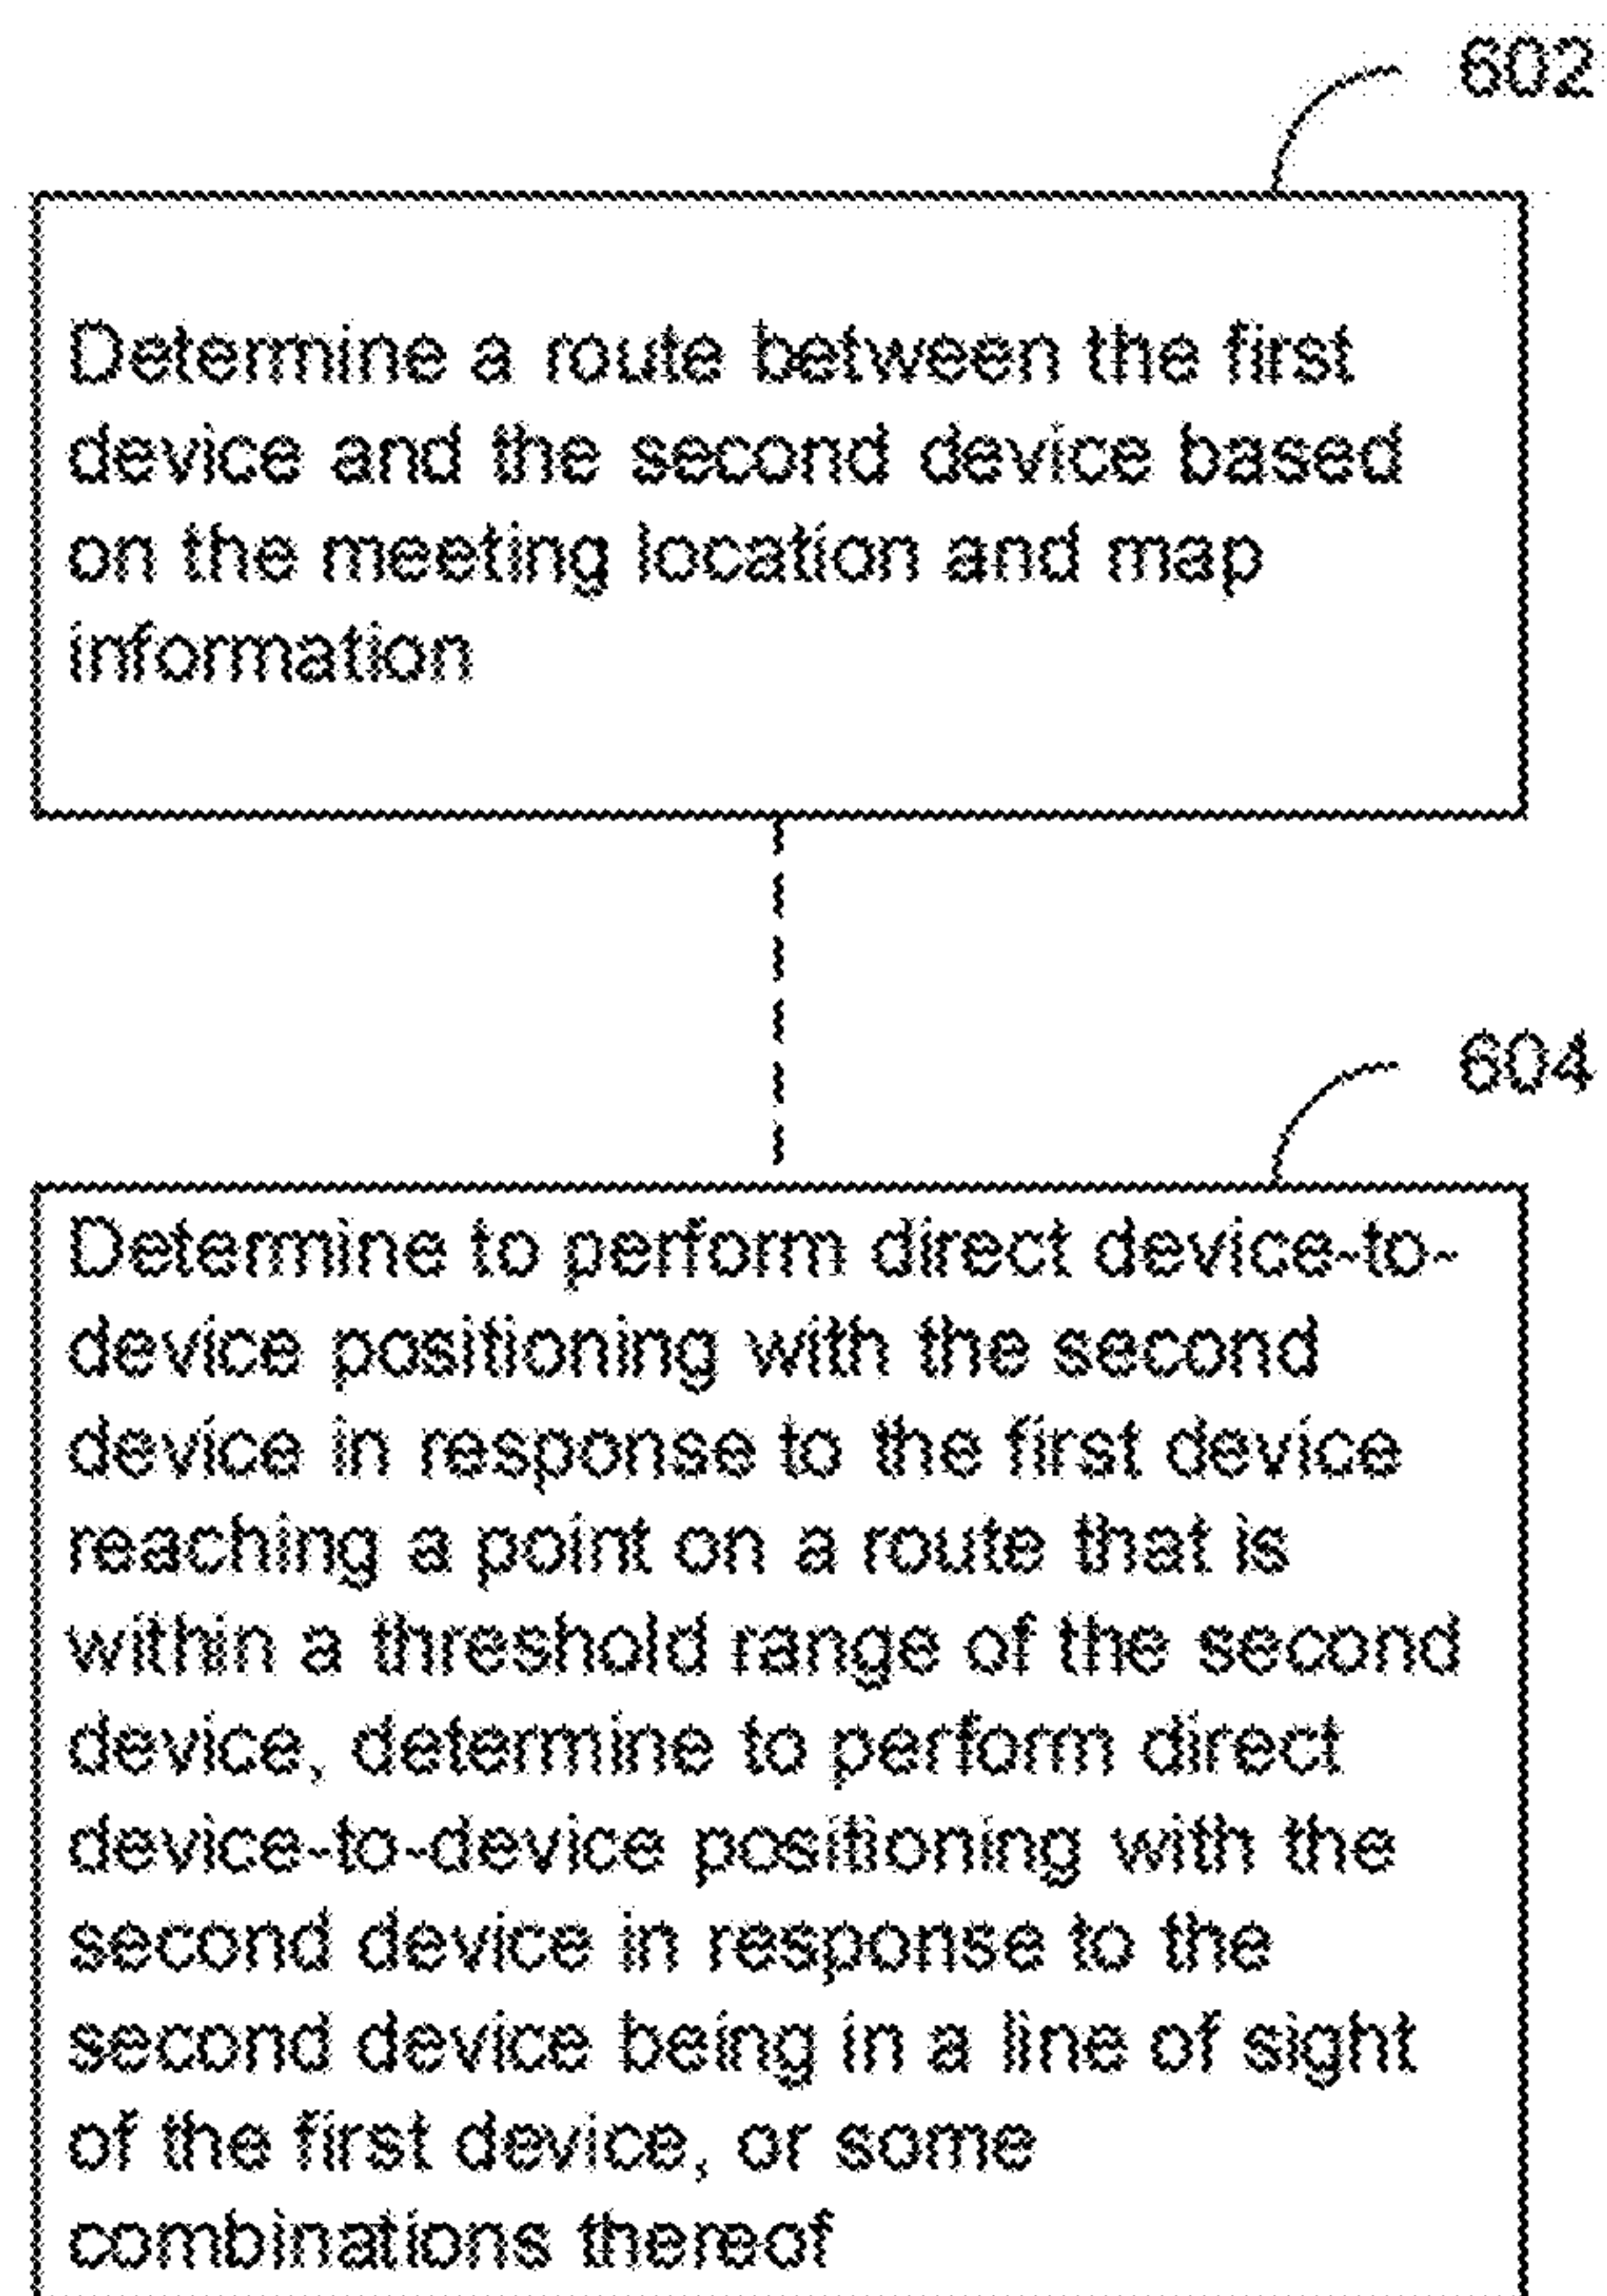 602
Determine a route between the first
device and the second device based
on the meeting location and map
information
604
Determine to perform direct device-to-
device positioning with the second
device in response to the first device
reaching a point on a route that is
within a threshold range of the second
device, determine to perform direct
device-to-device positioning with the
second device in response to the
second device being in a line of sight
of the first device, or some
combinations thereof